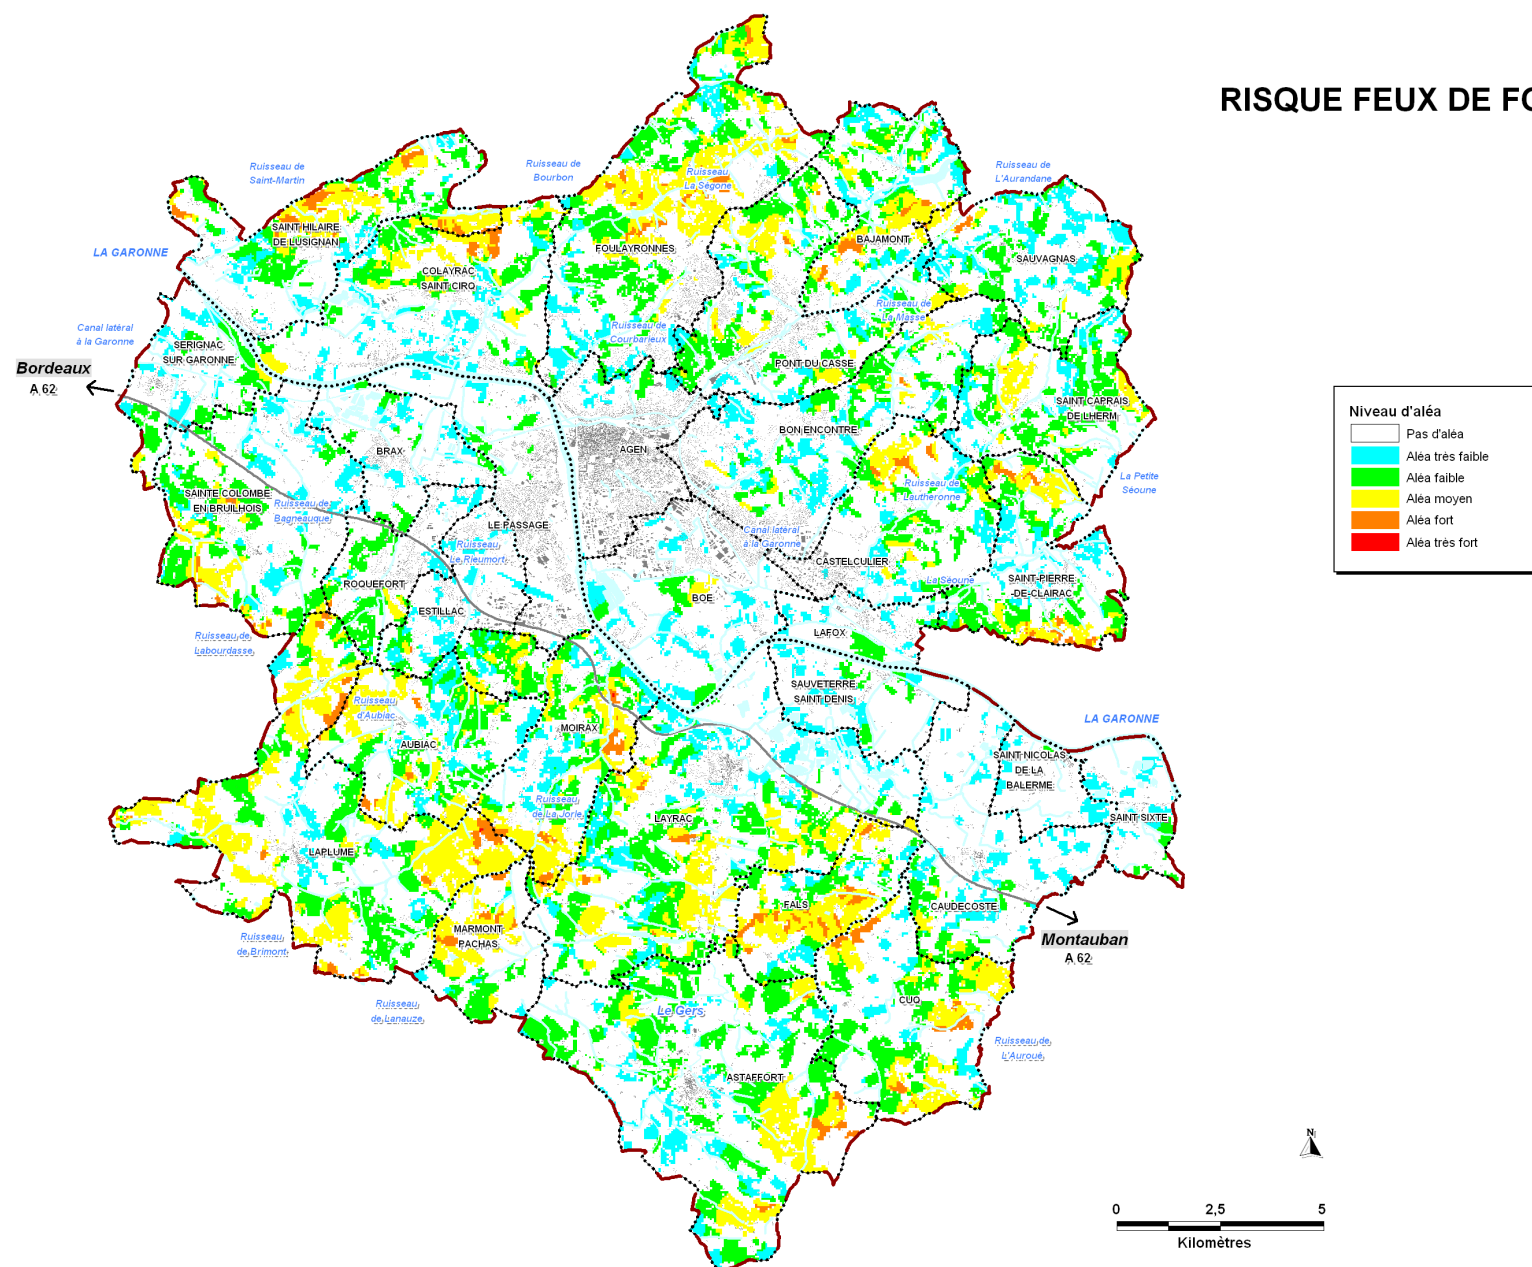 RISQUE FEUX DE FO
Ruisseau de
Saint-Martin
Ruisseau de
Bourbon
Ruisseau
La Ségone
Ruisseau de
L'Aurandane
SAINT HILAIRE
DE LUSIGNAN
LA GARONNE
COLAYRAC
SAINT CIRQ
FOULAYRONNES
BAJAMONT
SAUVAGNAS
Canal latéral
à la Garonne
SERIGNAC
SUR GARONNE
Ruisseau de
Courbarieux
Ruisseau de
La Masse
Bordeaux
A 62
PONT DU CASSE
SAINT CAPRAIS
DE LHERM
BRAX
AGEN
BON ENCONTRE
Niveau d'aléa
Pas d'aléa
Aléa très faible
Aléa faible
Aléa moyen
Aléa fort
Aléa très fort
SAINTE COLOMBE
EN BRUILHOIS
Ruisseau de
Bagneauque
LE PASSAGE
Ruisseau
Le Rieumort
Canal latéral
à la Garonne
Ruisseau de
Lautheronne
La Petite
Séoune
ROQUEFORT
ESTILLAC
BOE
CASTELCULIER
La Séoune
SAINT-PIERRE
-DE-CLAIRAC
Ruisseau de
Labourdasse
LAFOX
Ruisseau
d'Aubiac
AUBIAC
MOIRAX
SAUVETERRE
SAINT DENIS
LA GARONNE
SAINT NICOLAS
DE LA
BALERME
Ruisseau
de La Jorle
LAYRAC
SAINT SIXTE
LAPLUME
FALS
CAUDECOSTE
Ruisseau
de Brimont
MARMONT
PACHAS
Montauban
A 62
Ruisseau
de Lanauze
Le Gers
CUQ
Ruisseau de
L'Auroué
ASTAFFORT
N
0 2,5 5
Kilomètres